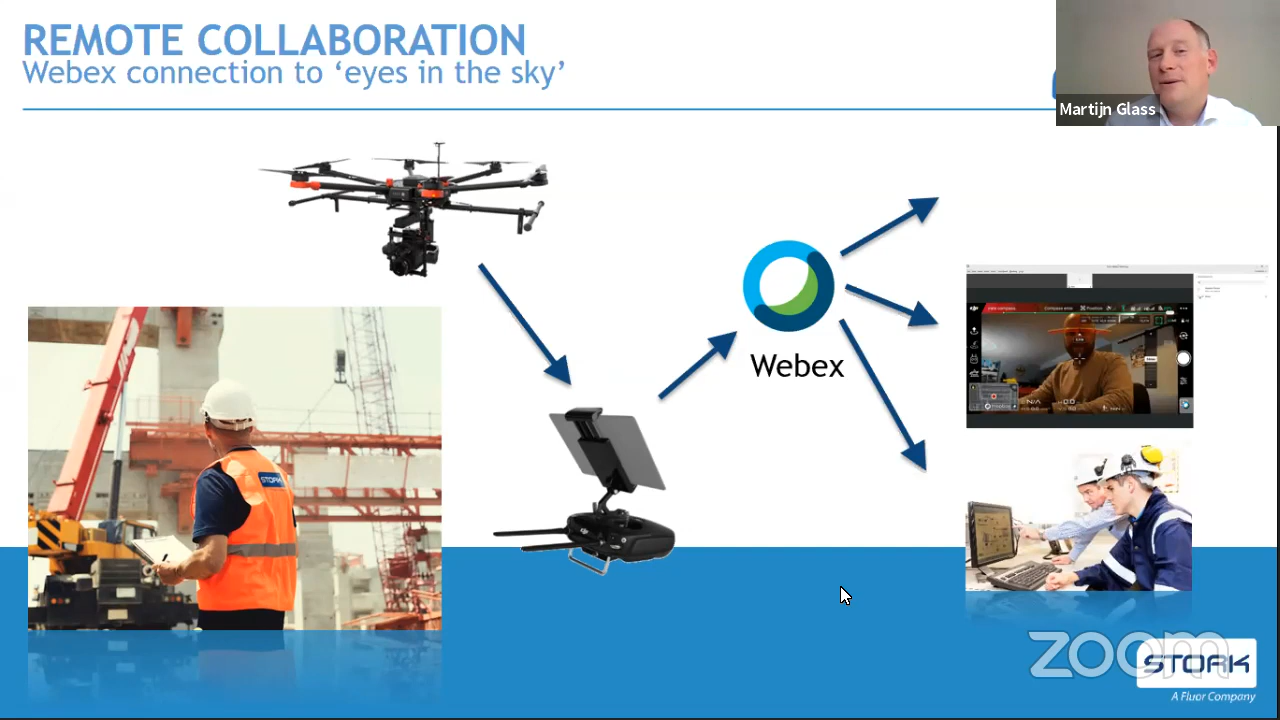 REMOTE COLLABORATION
Webex connection to ‘eyes in the sky’
Martijn Glass
Webex
STORK
zoom
STORK
A Fluor Company